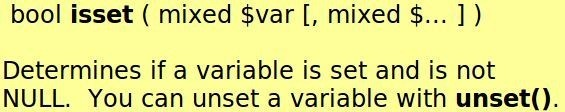 bool isset ( mixed $var [, mixed $... ] )
Determines if a variable is set and is not
NULL.  You can unset a variable with unset().